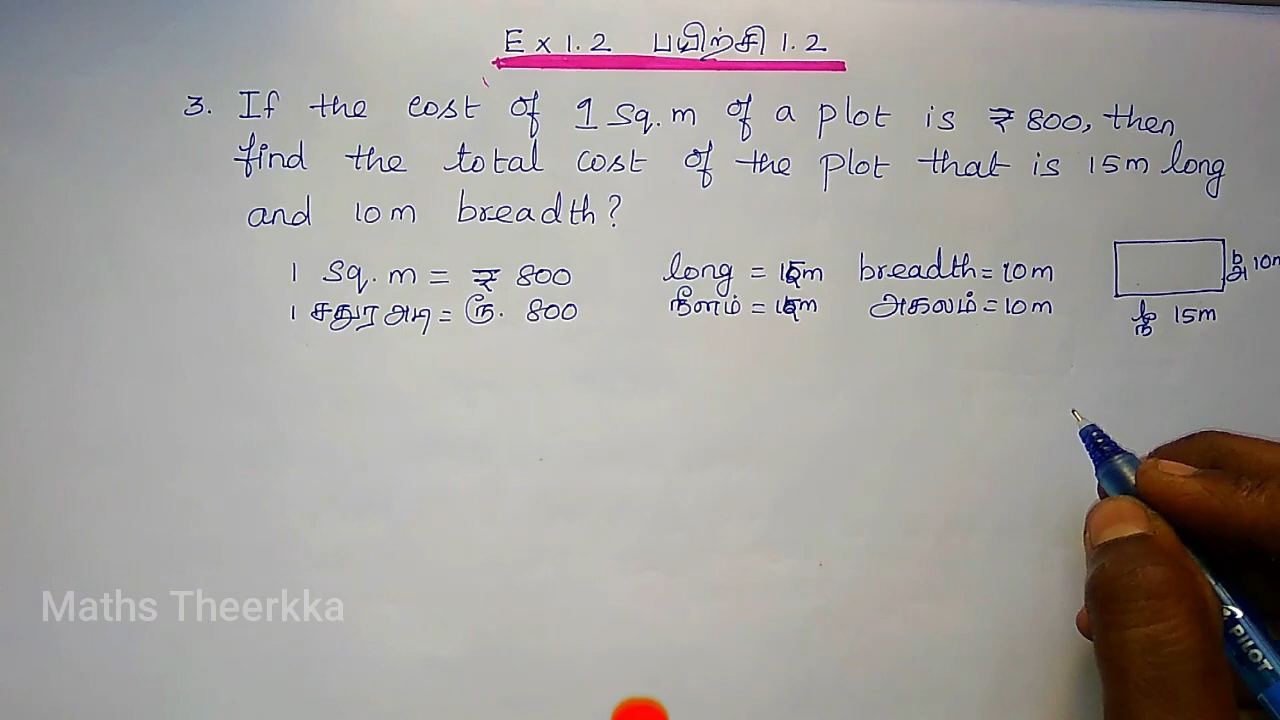 Ex 1.2 பயிற்சி 1.2
3. If the cost of 1 sq.m of a plot is ₹ 800, then
find the total cost of the plot that is 15m long
and 10m breadth?
1 sq.m = ₹ 800 long = 15m breadth = 10m
1 சதுர அடி = ரூ. 800 நீளம் = 15m அகலம் = 10m
b 10m
அ
l 15m
நீ
Maths Theerkka
PILOT